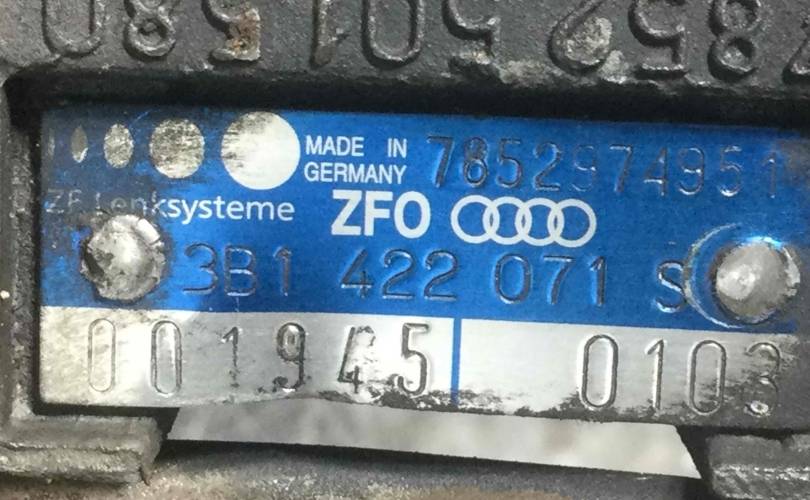 MADE IN
GERMANY
7852974951
ZF Lenksysteme
ZFO
3B1 422 071 S
001945
0103